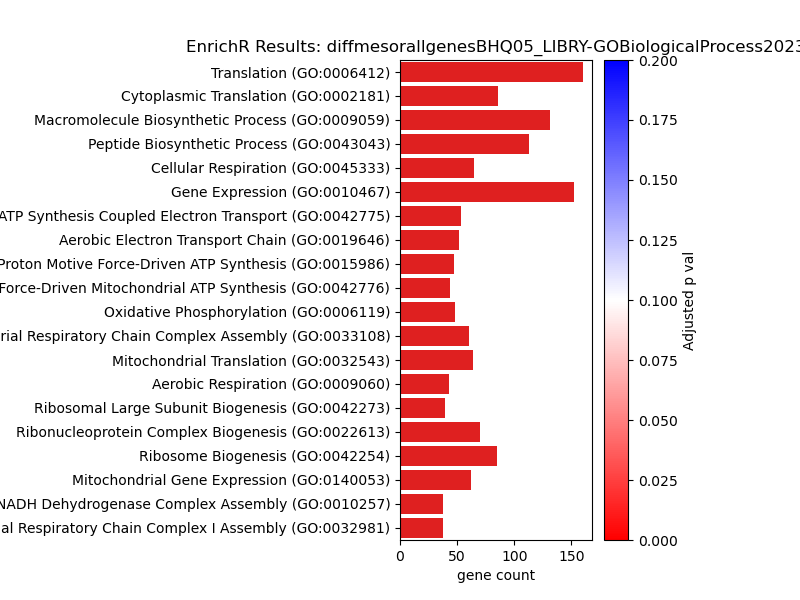 EnrichR Results: diffmesorallgenesBHQ05_LIBRY-GOBiologicalProcess2023
Translation (GO:0006412)
Cytoplasmic Translation (GO:0002181)
Macromolecule Biosynthetic Process (GO:0009059)
Peptide Biosynthetic Process (GO:0043043)
Cellular Respiration (GO:0045333)
Gene Expression (GO:0010467)
ATP Synthesis Coupled Electron Transport (GO:0042775)
Aerobic Electron Transport Chain (GO:0019646)
Proton Motive Force-Driven ATP Synthesis (GO:0015986)
Force-Driven Mitochondrial ATP Synthesis (GO:0042776)
Oxidative Phosphorylation (GO:0006119)
rial Respiratory Chain Complex Assembly (GO:0033108)
Mitochondrial Translation (GO:0032543)
Aerobic Respiration (GO:0009060)
Ribosomal Large Subunit Biogenesis (GO:0042273)
Ribonucleoprotein Complex Biogenesis (GO:0022613)
Ribosome Biogenesis (GO:0042254)
Mitochondrial Gene Expression (GO:0140053)
NADH Dehydrogenase Complex Assembly (GO:0010257)
al Respiratory Chain Complex I Assembly (GO:0032981)
0 50 100 150
gene count
0.200
0.175
0.150
0.125
0.100
0.075
0.050
0.025
0.000
Adjusted p val